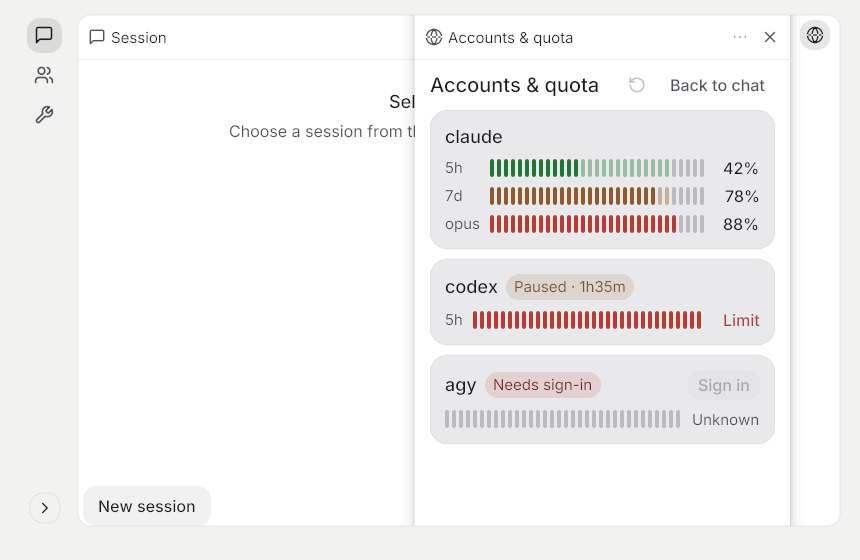 Session
Accounts & quota
Sel
Choose a session from th
Accounts & quota
Back to chat
claude
5h 42%
7d 78%
opus 88%
codex Paused · 1h35m
5h Limit
agy Needs sign-in Sign in
Unknown
New session